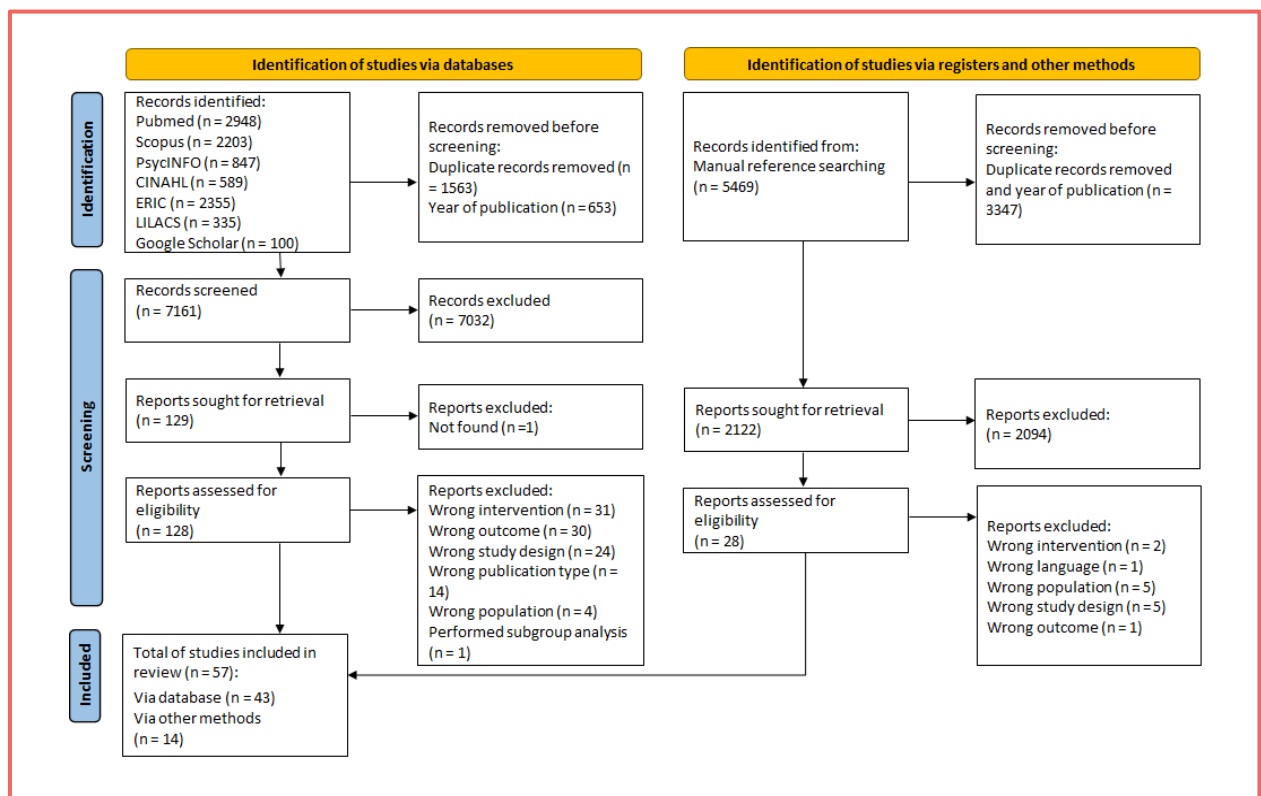 Identification of studies via databases
Identification of studies via registers and other methods
Identification
Records identified:
Pubmed (n = 2948)
Scopus (n = 2203)
PsycINFO (n = 847)
CINAHL (n = 589)
ERIC (n = 2355)
LILACS (n = 335)
Google Scholar (n = 100)
Records removed before
screening:
Duplicate records removed (n
= 1563)
Year of publication (n = 653)
Records identified from:
Manual reference searching
(n = 5469)
Records removed before
screening:
Duplicate records removed
and year of publication (n =
3347)
Screening
Records screened
(n = 7161)
Records excluded
(n = 7032)
Reports sought for retrieval
(n = 129)
Reports excluded:
Not found (n =1)
Reports sought for retrieval
(n = 2122)
Reports excluded:
(n = 2094)
Reports assessed for
eligibility
(n = 128)
Reports excluded:
Wrong intervention (n = 31)
Wrong outcome (n = 30)
Wrong study design (n = 24)
Wrong publication type (n =
14)
Wrong population (n = 4)
Performed subgroup analysis
(n = 1)
Reports assessed for
eligibility
(n = 28)
Reports excluded:
Wrong intervention (n = 2)
Wrong language (n = 1)
Wrong population (n = 5)
Wrong study design (n = 5)
Wrong outcome (n = 1)
Included
Total of studies included in
review (n = 57):
Via database (n = 43)
Via other methods
(n = 14)